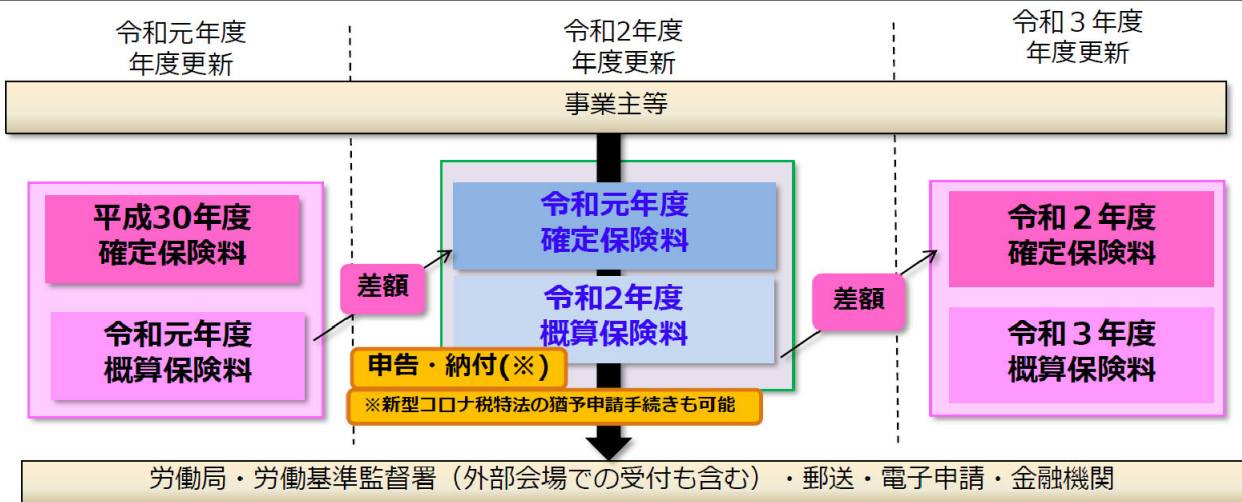 令和元年度
年度更新
令和2年度
年度更新
令和３年度
年度更新
事業主等
平成30年度
確定保険料
令和元年度
概算保険料
差額
令和元年度
確定保険料
令和2年度
概算保険料
申告・納付(※)
※新型コロナ税特法の猶予申請手続きも可能
差額
令和２年度
確定保険料
令和３年度
概算保険料
労働局・労働基準監督署（外部会場での受付も含む）・郵送・電子申請・金融機関